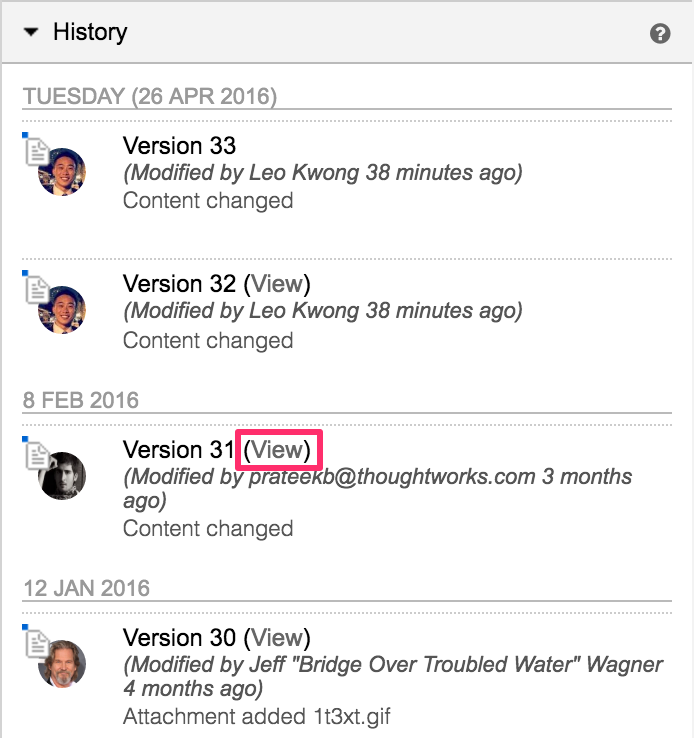 History
TUESDAY (26 APR 2016)
Version 33
(Modified by Leo Kwong 38 minutes ago)
Content changed
Version 32 (View)
(Modified by Leo Kwong 38 minutes ago)
Content changed
8 FEB 2016
Version 31 (View)
(Modified by prateekb@thoughtworks.com 3 months
ago)
Content changed
12 JAN 2016
Version 30 (View)
(Modified by Jeff "Bridge Over Troubled Water" Wagner
4 months ago)
Attachment added 1t3xt.gif